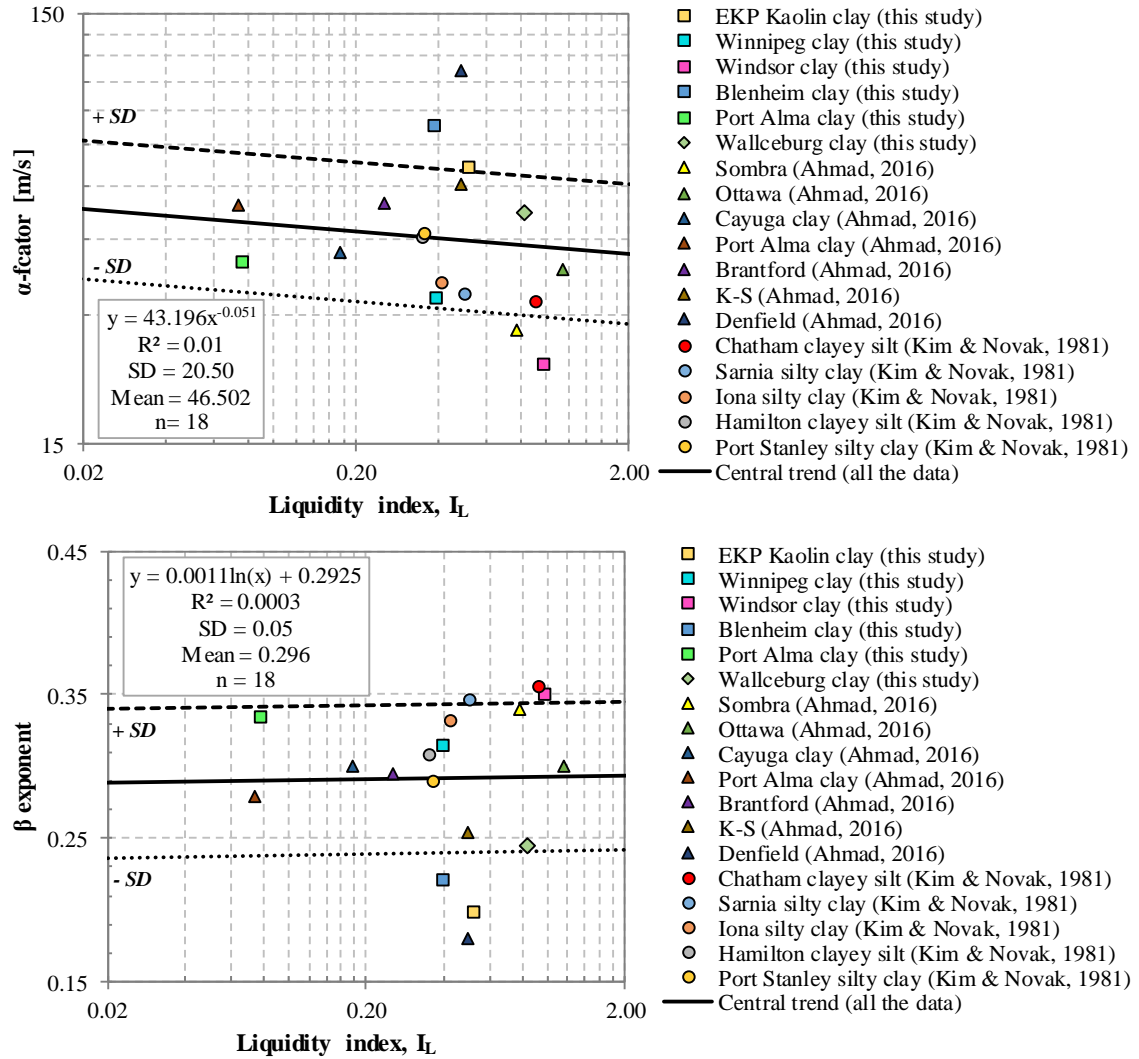 150
α-fcator [m/s]
+ SD
- SD
y = 43.196x^-0.051
R² = 0.01
SD = 20.50
Mean = 46.502
n= 18
15
0.02
0.20
2.00
Liquidity index, I_L
EKP Kaolin clay (this study)
Winnipeg clay (this study)
Windsor clay (this study)
Blenheim clay (this study)
Port Alma clay (this study)
Wallceburg clay (this study)
Sombra (Ahmad, 2016)
Ottawa (Ahmad, 2016)
Cayuga clay (Ahmad, 2016)
Port Alma clay (Ahmad, 2016)
Brantford (Ahmad, 2016)
K-S (Ahmad, 2016)
Denfield (Ahmad, 2016)
Chatham clayey silt (Kim & Novak, 1981)
Sarnia silty clay (Kim & Novak, 1981)
Iona silty clay (Kim & Novak, 1981)
Hamilton clayey silt (Kim & Novak, 1981)
Port Stanley silty clay (Kim & Novak, 1981)
Central trend (all the data)
0.45
y = 0.0011ln(x) + 0.2925
R² = 0.0003
SD = 0.05
Mean = 0.296
n = 18
0.35
+ SD
β exponent
0.25
- SD
0.15
0.02
0.20
2.00
Liquidity index, I_L
EKP Kaolin clay (this study)
Winnipeg clay (this study)
Windsor clay (this study)
Blenheim clay (this study)
Port Alma clay (this study)
Wallceburg clay (this study)
Sombra (Ahmad, 2016)
Ottawa (Ahmad, 2016)
Cayuga clay (Ahmad, 2016)
Port Alma clay (Ahmad, 2016)
Brantford (Ahmad, 2016)
K-S (Ahmad, 2016)
Denfield (Ahmad, 2016)
Chatham clayey silt (Kim & Novak, 1981)
Sarnia silty clay (Kim & Novak, 1981)
Iona silty clay (Kim & Novak, 1981)
Hamilton clayey silt (Kim & Novak, 1981)
Port Stanley silty clay (Kim & Novak, 1981)
Central trend (all the data)